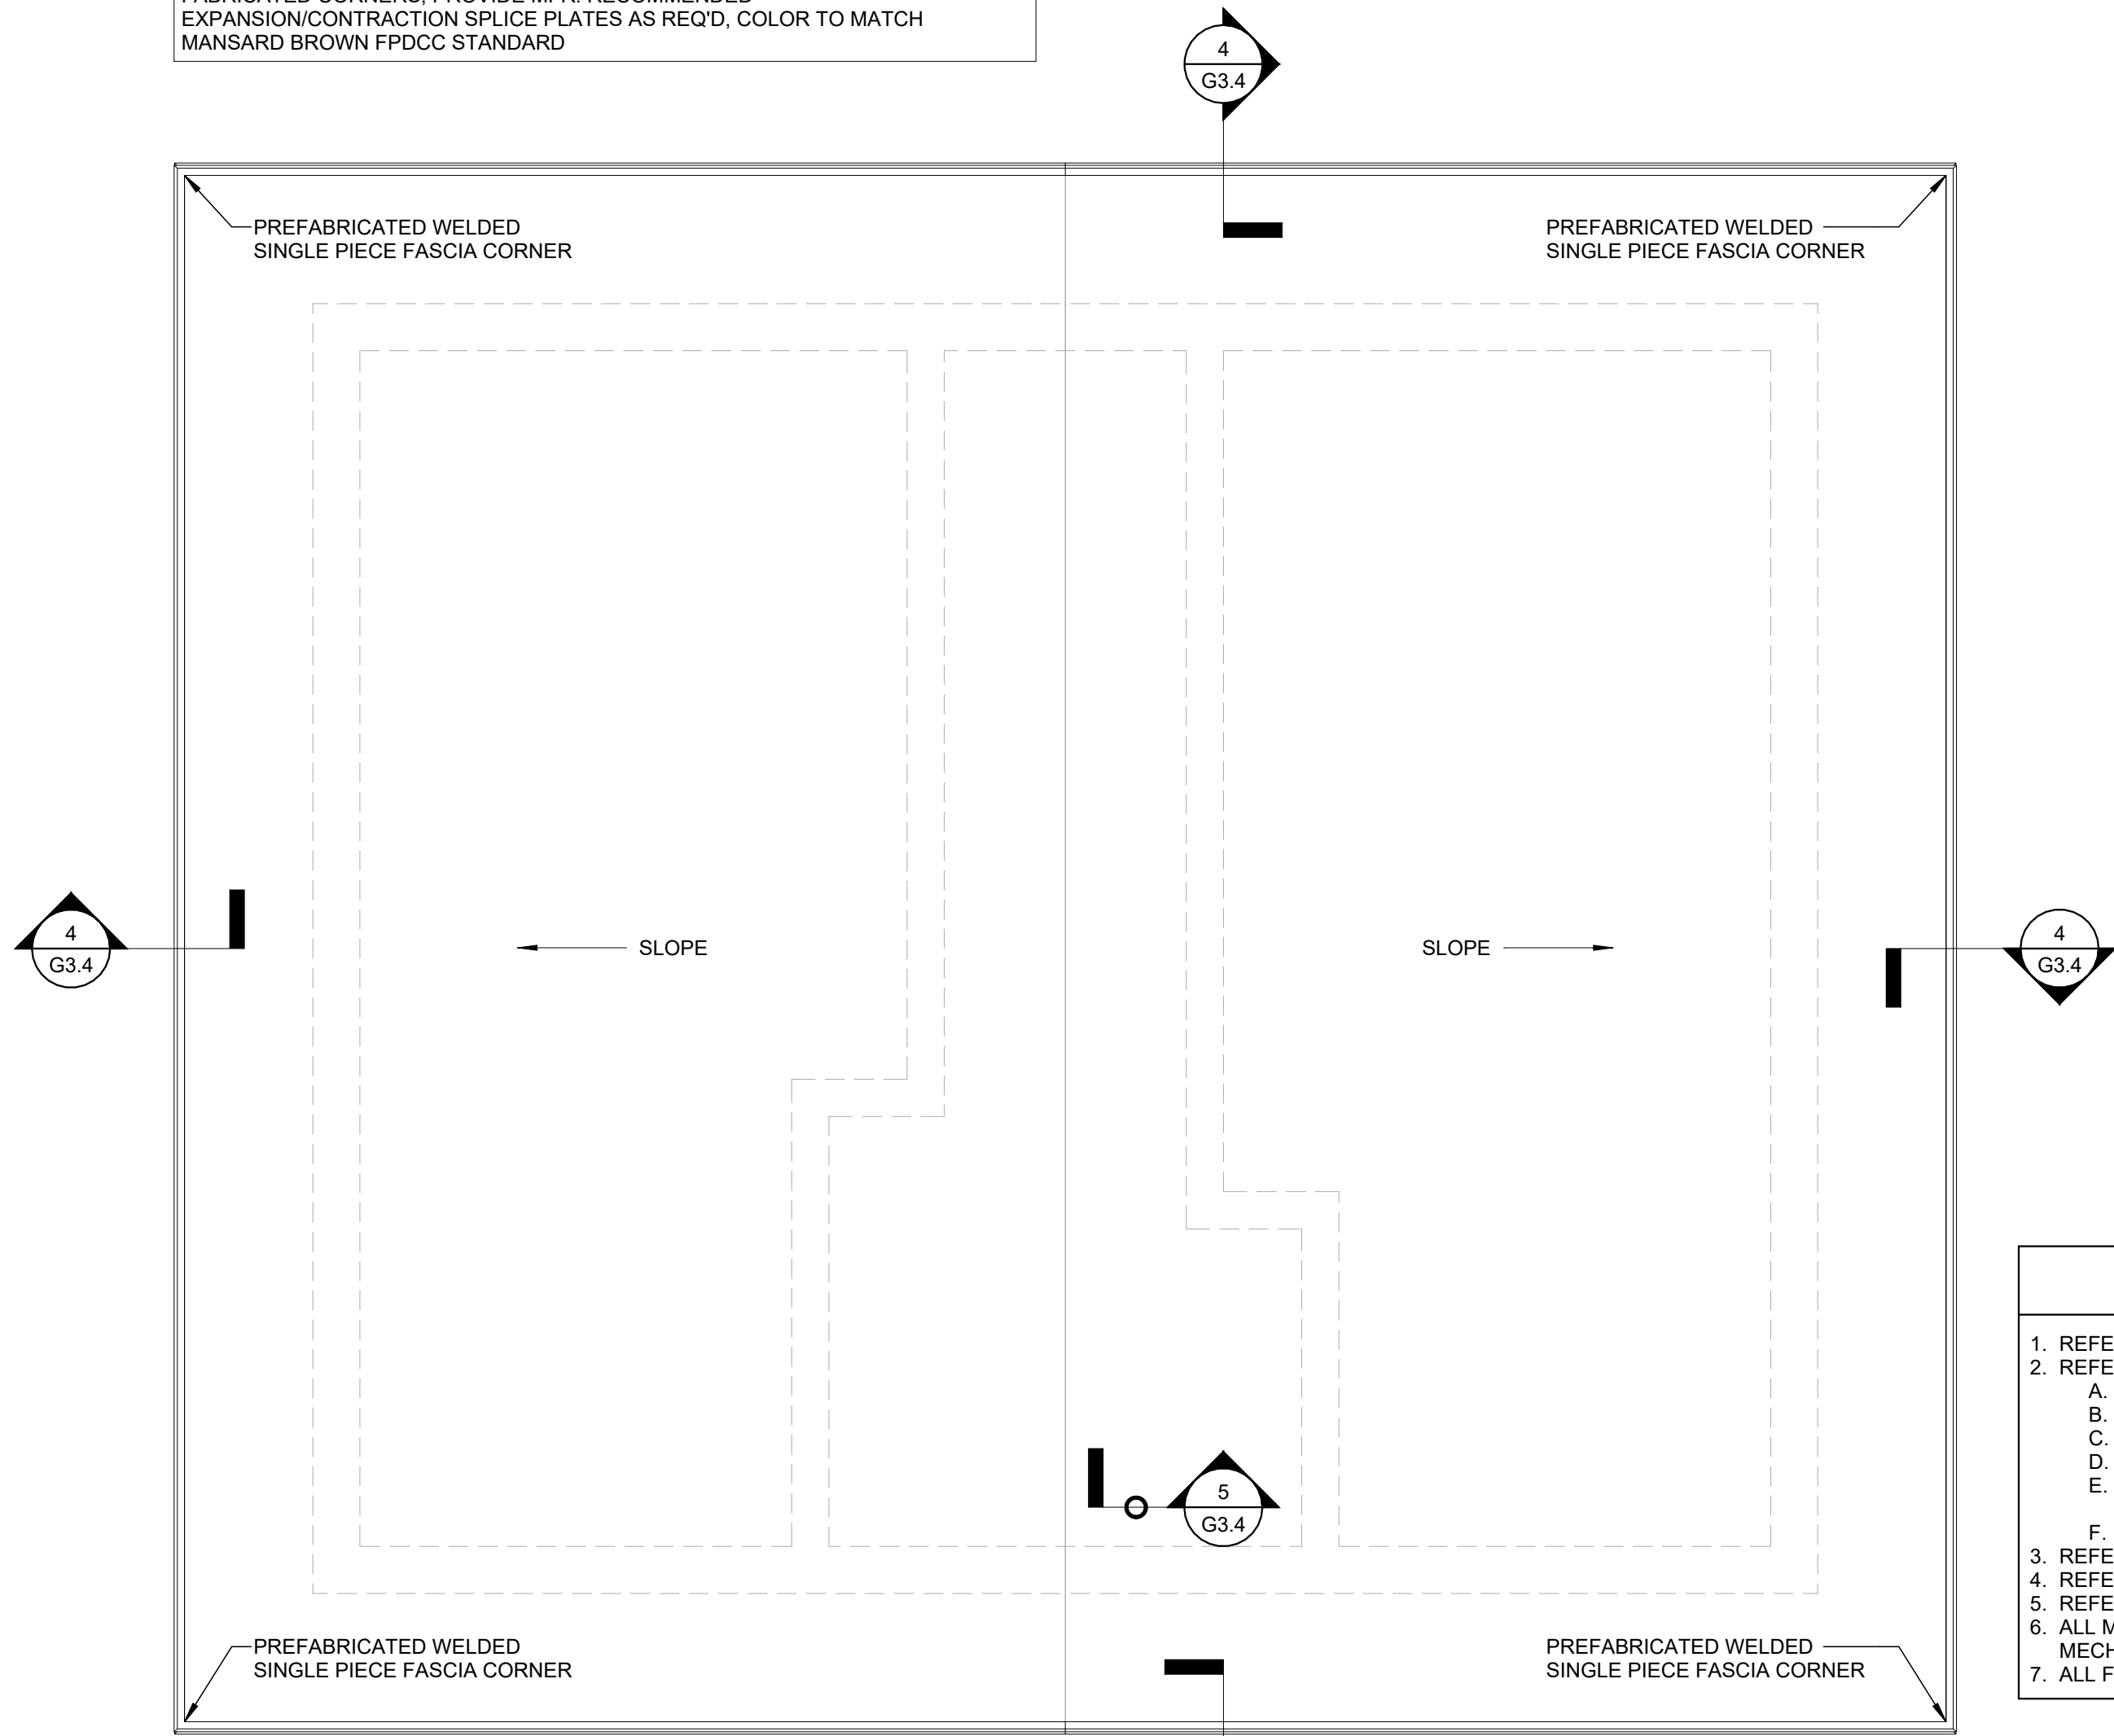 EXPANSION/CONTRACTION SPLICE PLATES AS REQ'D, COLOR TO MATCH
MANSARD BROWN FPDCC STANDARD
4
G3.4
PREFABRICATED WELDED
SINGLE PIECE FASCIA CORNER
PREFABRICATED WELDED
SINGLE PIECE FASCIA CORNER
4
G3.4
SLOPE
SLOPE
4
G3.4
1. REFE
2. REFE
A.
B.
C.
D.
E.
F.
3. REFE
4. REFE
5. REFE
6. ALL M
MECH
7. ALL F
5
G3.4
PREFABRICATED WELDED
SINGLE PIECE FASCIA CORNER
PREFABRICATED WELDED
SINGLE PIECE FASCIA CORNER